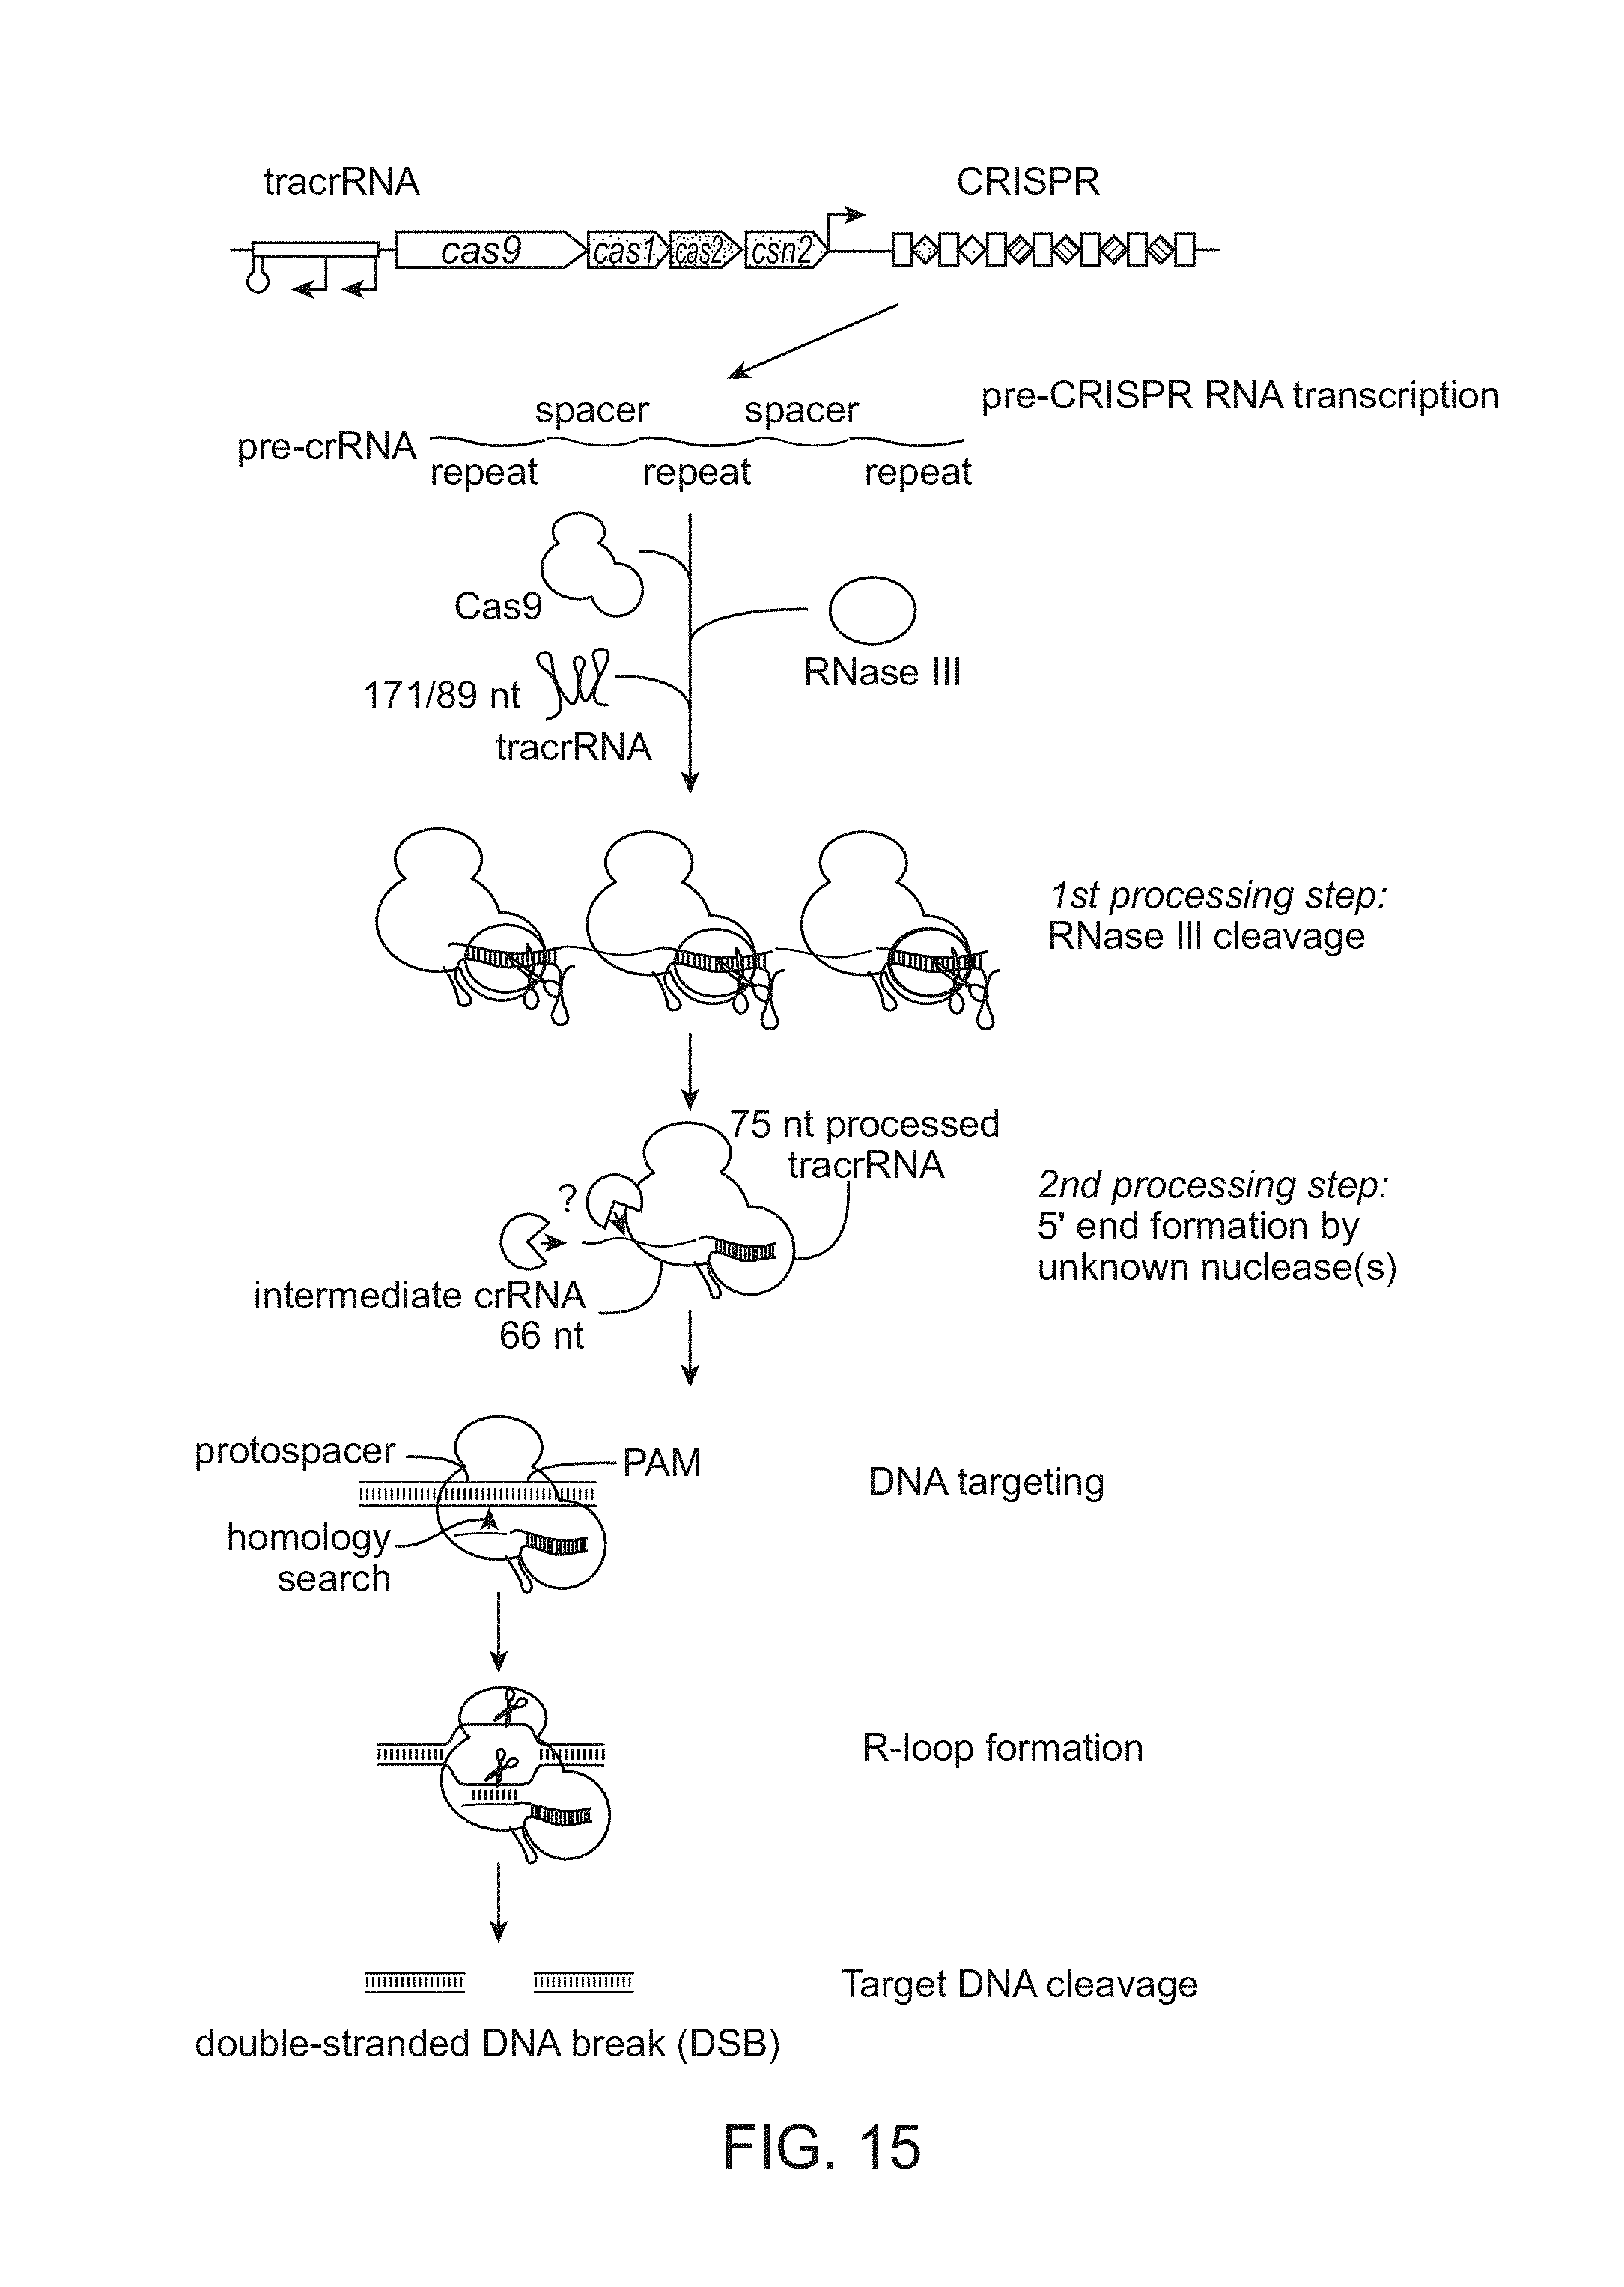 tracrRNA
CRISPR
cas9
cas1
cas2
csn2
pre-CRISPR RNA transcription
spacer
spacer
pre-crRNA
repeat
repeat
repeat
Cas9
RNase III
171/89 nt
tracrRNA
1st processing step:
RNase III cleavage
75 nt processed
tracrRNA
?
2nd processing step:
5' end formation by
unknown nuclease(s)
intermediate crRNA
66 nt
protospacer
PAM
DNA targeting
homology
search
R-loop formation
Target DNA cleavage
double-stranded DNA break (DSB)
FIG. 15